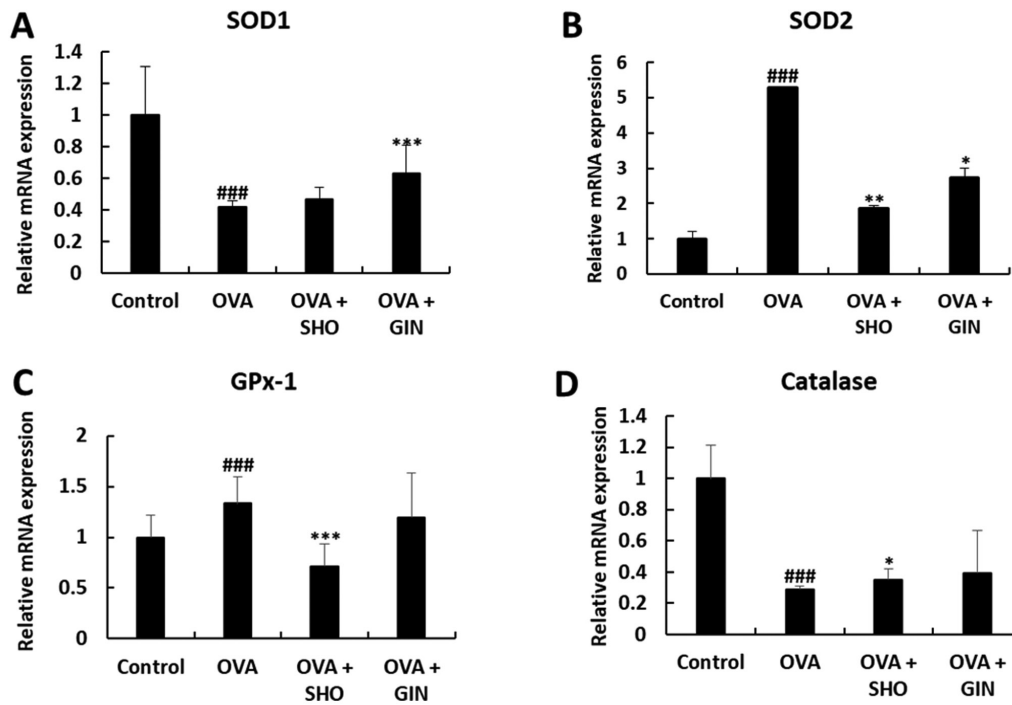 A
SOD1
Relative mRNA expression
1.4
1.2
1
0.8
0.6
0.4
0.2
0
###
***
Control
OVA
OVA +
SHO
OVA +
GIN
B
SOD2
Relative mRNA expression
6
5
4
3
2
1
0
###
**
*
Control
OVA
OVA +
SHO
OVA +
GIN
C
GPx-1
Relative mRNA expression
2
1.5
1
0.5
0
###
***
Control
OVA
OVA +
SHO
OVA +
GIN
D
Catalase
Relative mRNA expression
1.4
1.2
1
0.8
0.6
0.4
0.2
0
###
*
Control
OVA
OVA +
SHO
OVA +
GIN